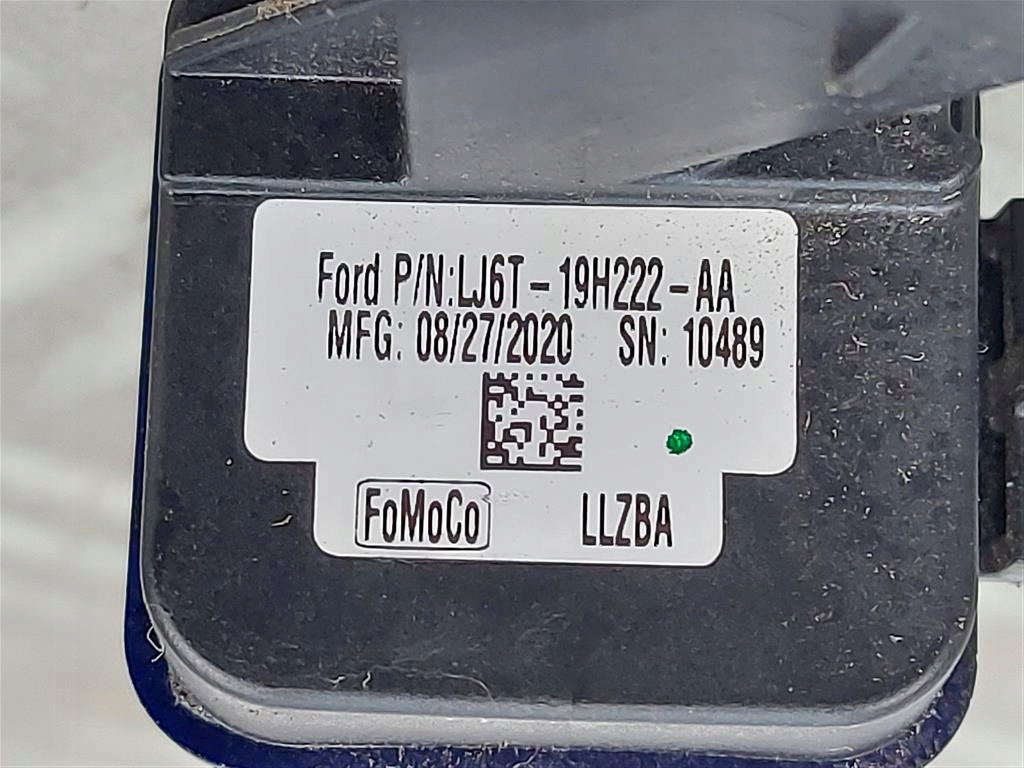 Ford P/N:LJ6T-19H222-AA
MFG: 08/27/2020 SN: 10489
FoMoCo LLZBA